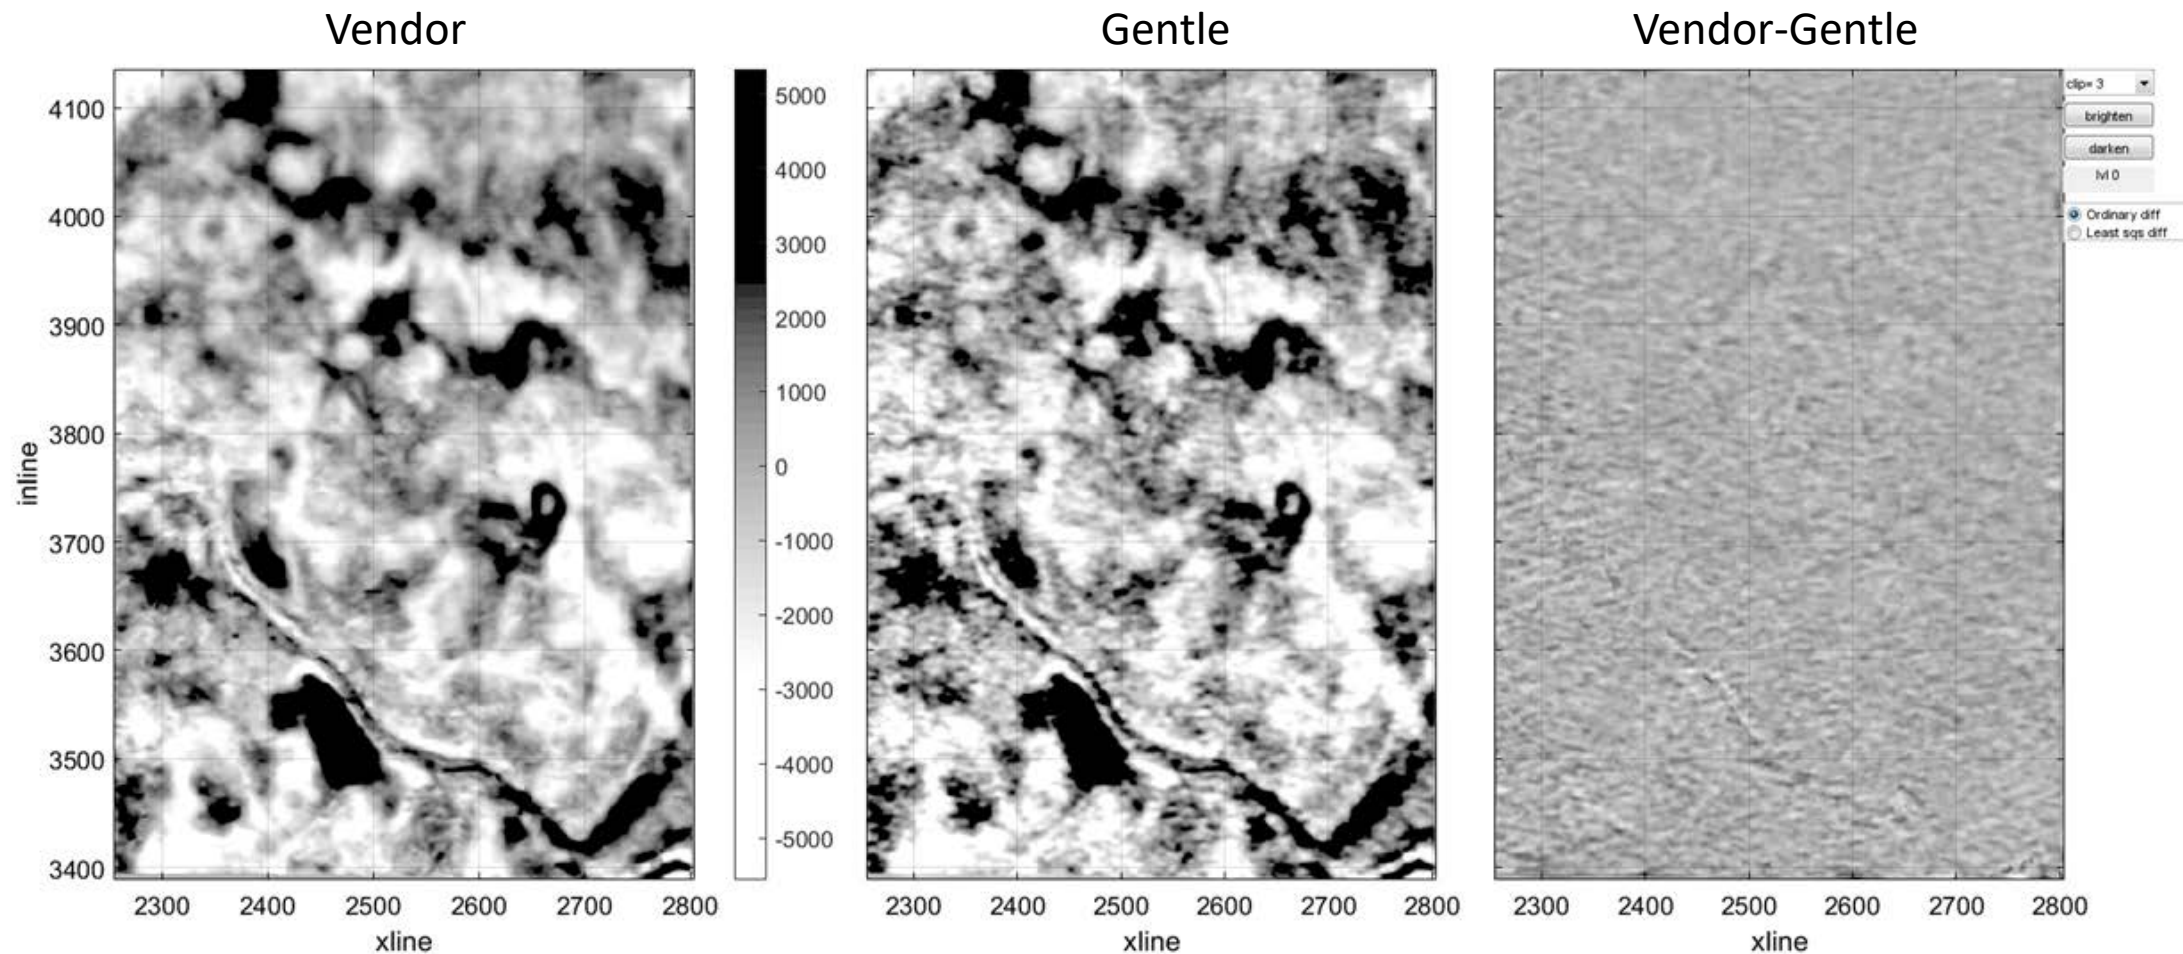 Vendor
Gentle
Vendor-Gentle
4100
4000
3900
3800
3700
3600
3500
3400
inline
2300 2400 2500 2600 2700 2800
xline
5000
4000
3000
2000
1000
0
-1000
-2000
-3000
-4000
-5000
2300 2400 2500 2600 2700 2800
xline
2300 2400 2500 2600 2700 2800
xline
clip= 3
brighten
darken
lvl 0
Ordinary diff
Least sqs diff